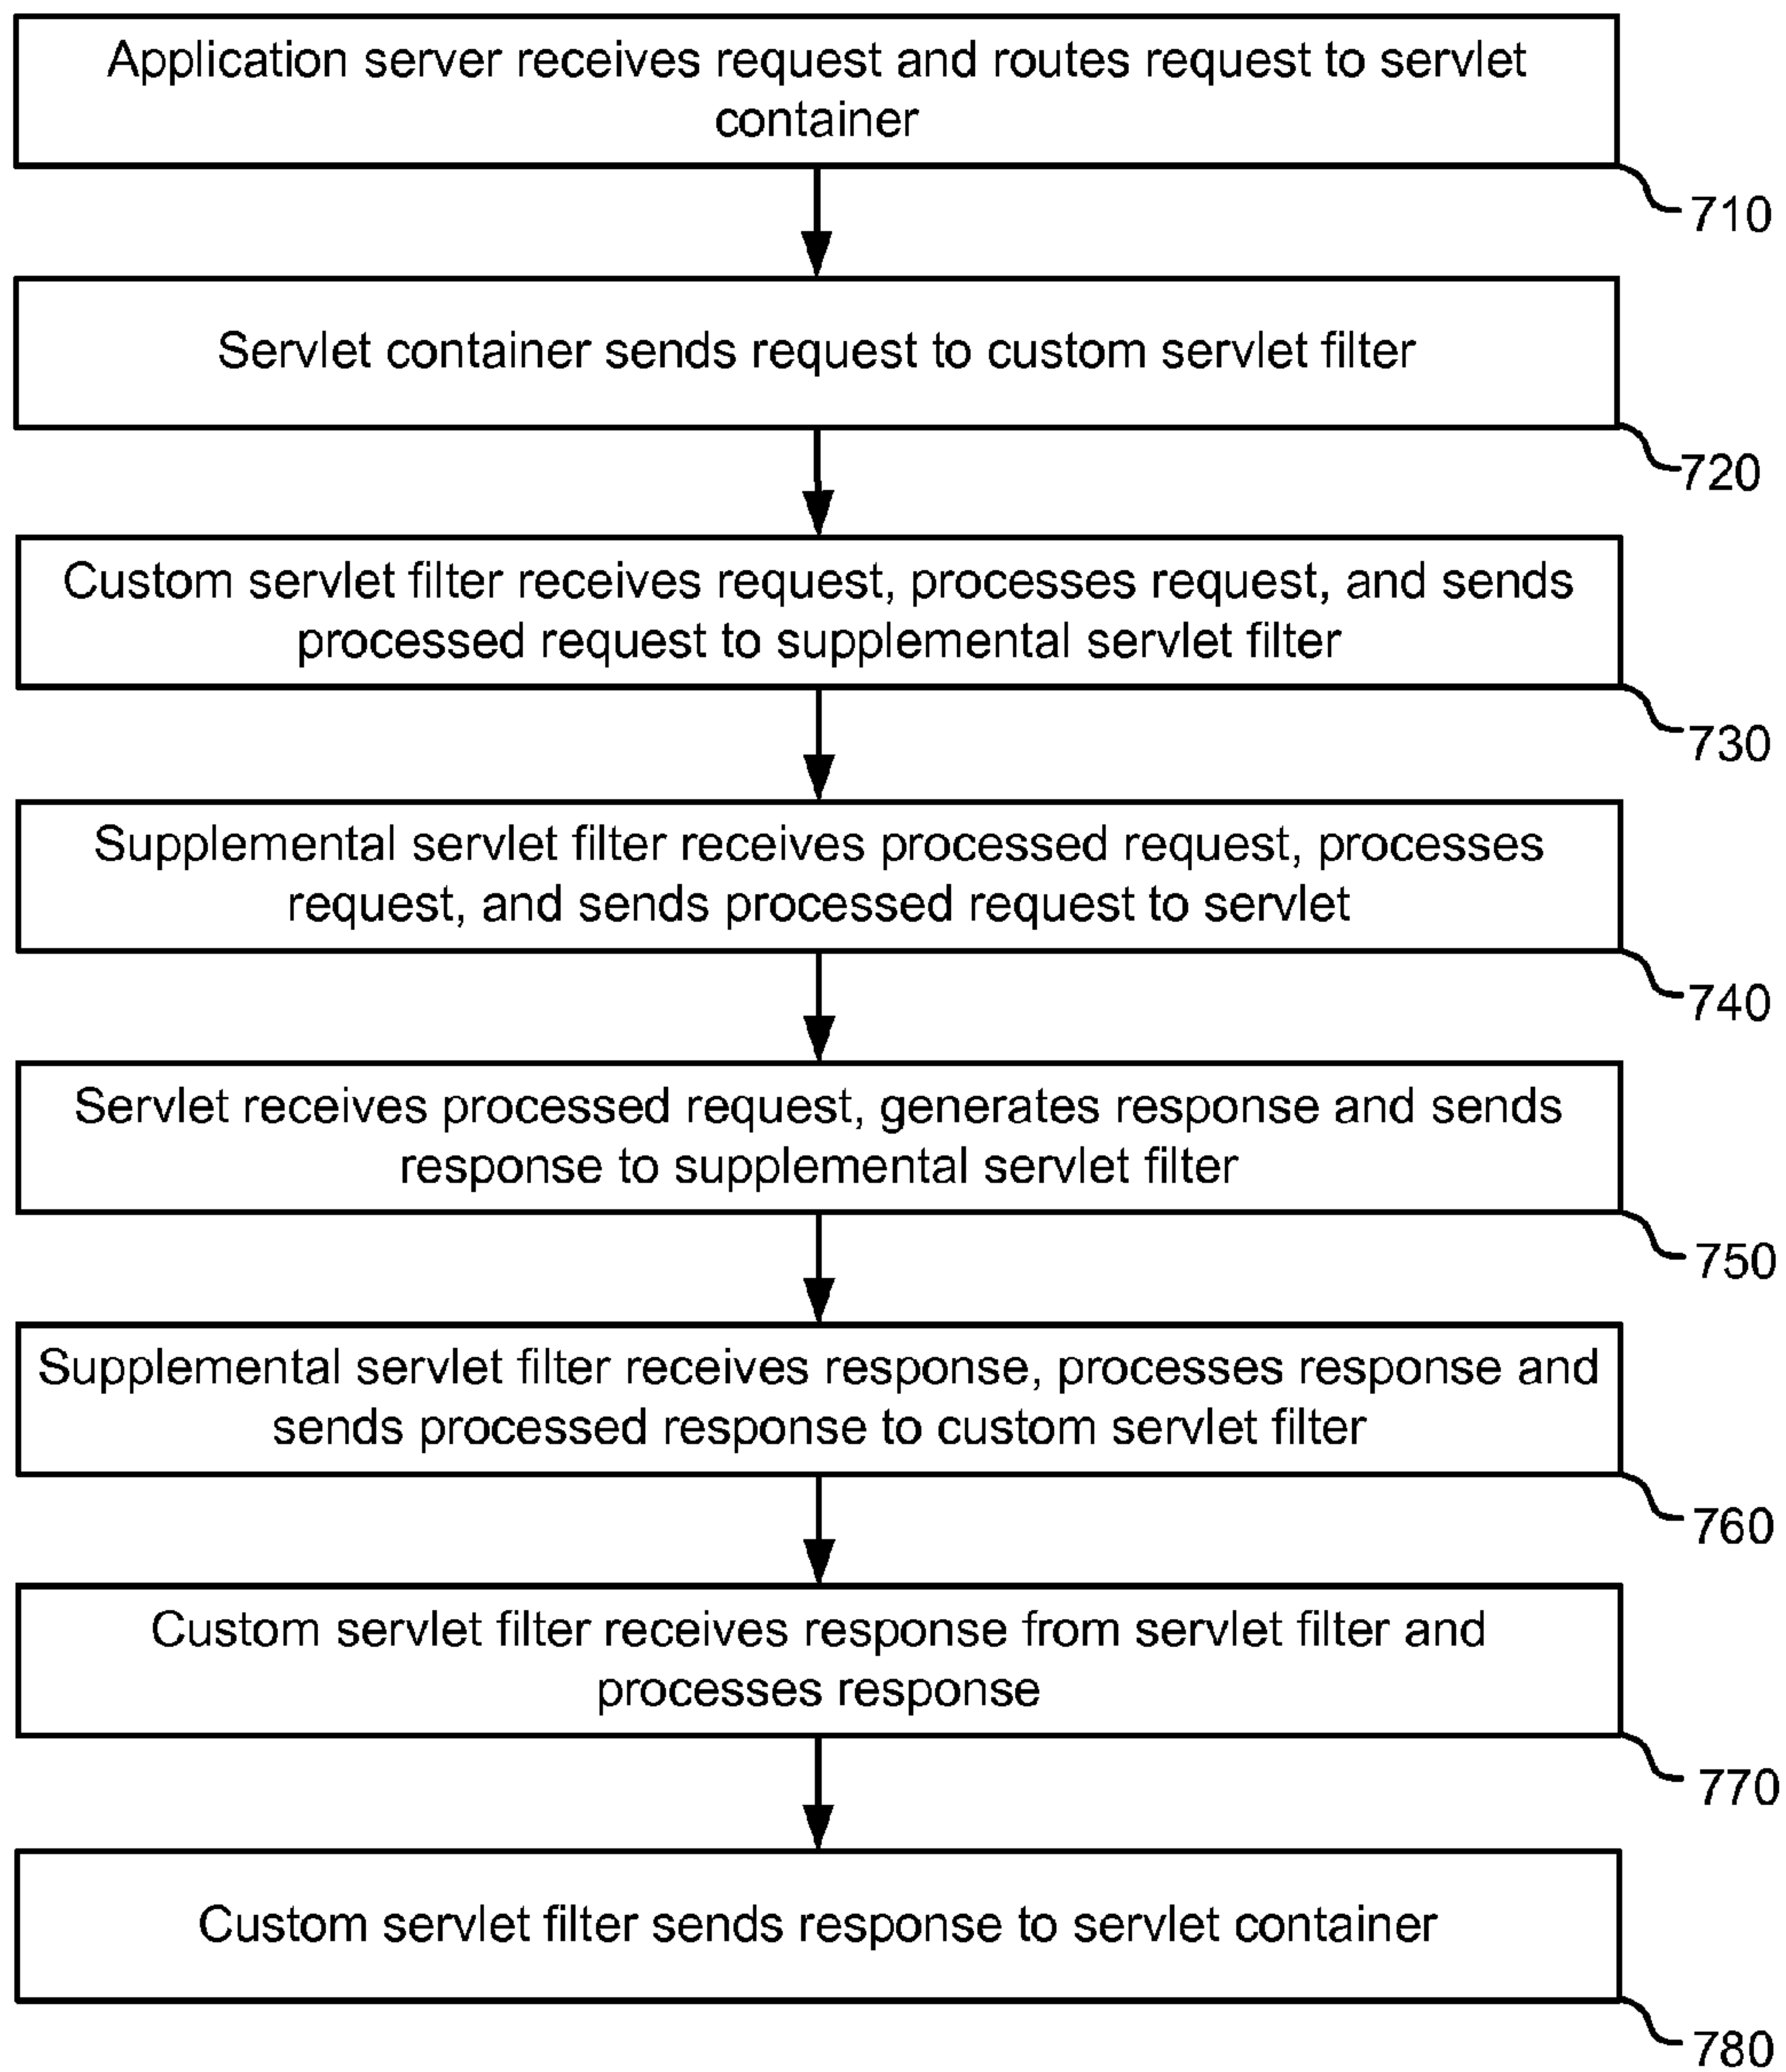 Application server receives request and routes request to servlet
container
710
Servlet container sends request to custom servlet filter
720
Custom servlet filter receives request, processes request, and sends
processed request to supplemental servlet filter
730
Supplemental servlet filter receives processed request, processes
request, and sends processed request to servlet
740
Servlet receives processed request, generates response and sends
response to supplemental servlet filter
750
Supplemental servlet filter receives response, processes response and
sends processed response to custom servlet filter
760
Custom servlet filter receives response from servlet filter and
processes response
770
Custom servlet filter sends response to servlet container
780